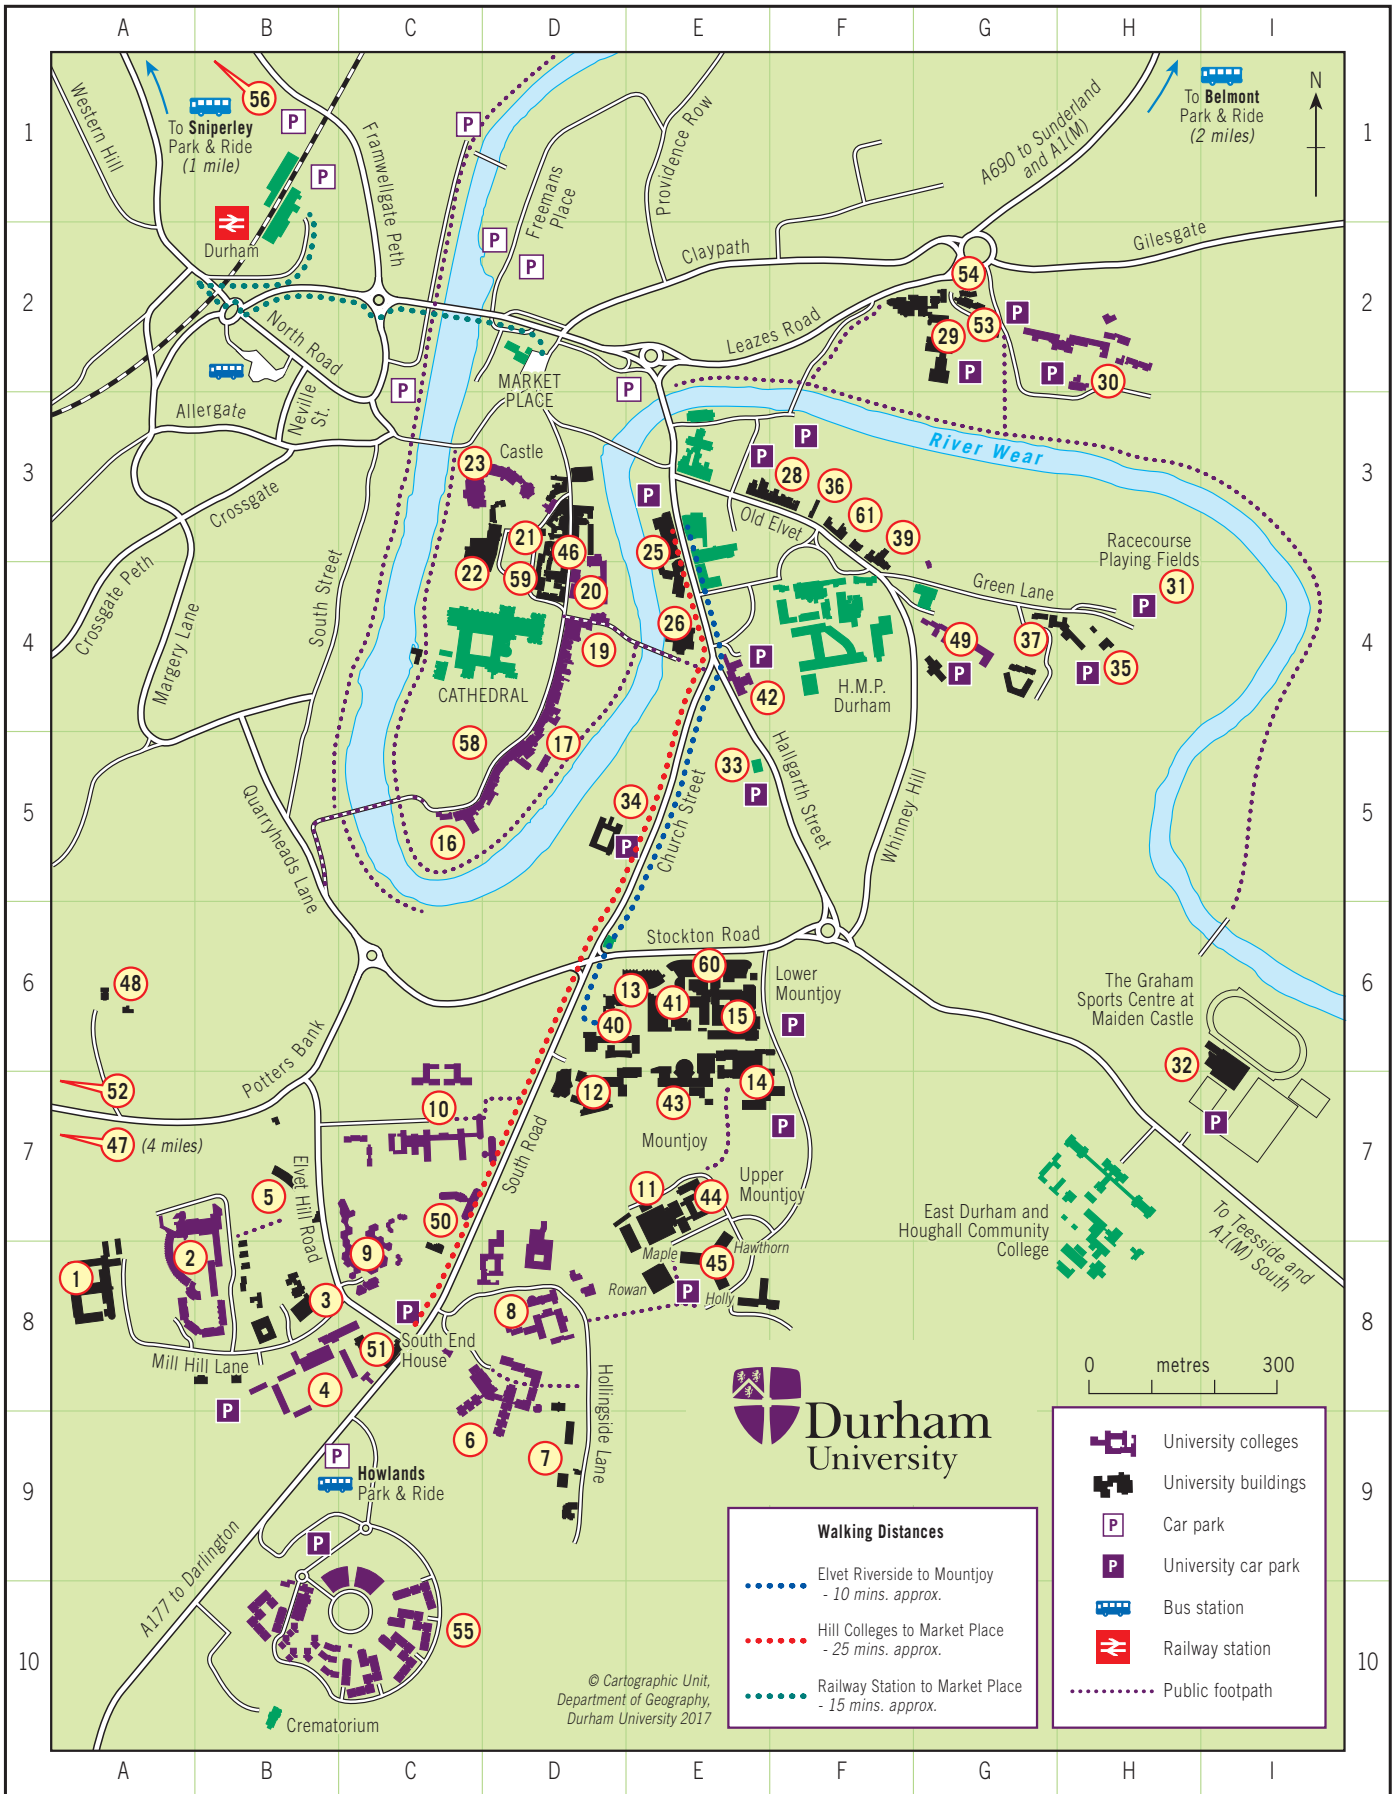 A B C D E F G H I
1
2
3
4
5
6
7
8
9
10
1
2
3
4
5
6
7
8
9
10
A B C D E F G H I
Western Hill
To Sniperley
Park & Ride
(1 mile)
56
P
P
Durham
Framwellgate Peth
P
P
P
Freemans
Place
Providence Row
Claypath
A690 to Sunderland
and A1(M)
To Belmont
Park & Ride
(2 miles)
N
Gilesgate
54
53
29
30
P
P
P
Leazes Road
North Road
Neville
St.
Allergate
Crossgate
Crossgate Peth
Margery Lane
South Street
P
MARKET
PLACE
P
River Wear
23
Castle
21
46
22
59
20
19
CATHEDRAL
58
17
16
P
25
26
P
P
28
36
61
39
Old Elvet
Racecourse
Playing Fields
31
P
Green Lane
49
37
35
P
P
H.M.P.
Durham
P
42
33
P
34
P
Church Street
Hallgarth Street
Whinney Hill
Quarryheads Lane
Stockton Road
60
13
41
15
40
Lower
Mountjoy
P
12
43
14
P
Mountjoy
Upper
Mountjoy
11
44
Maple
Hawthorn
45
Rowan
Holly
P
The Graham
Sports Centre at
Maiden Castle
32
P
East Durham and
Houghall Community
College
To Teesside and
A1(M) South
48
52
47
(4 miles)
Potters Bank
10
South Road
Elvet Hill Road
5
50
9
2
1
3
P
8
51
South End
House
Mill Hill Lane
4
P
6
7
Hollingside Lane
P
Howlands
Park & Ride
P
A177 to Darlington
55
Crematorium
© Cartographic Unit,
Department of Geography,
Durham University 2017
Durham
University
0 metres 300
Walking Distances
Elvet Riverside to Mountjoy
- 10 mins. approx.
Hill Colleges to Market Place
- 25 mins. approx.
Railway Station to Market Place
- 15 mins. approx.
University colleges
University buildings
P Car park
P University car park
Bus station
Railway station
Public footpath